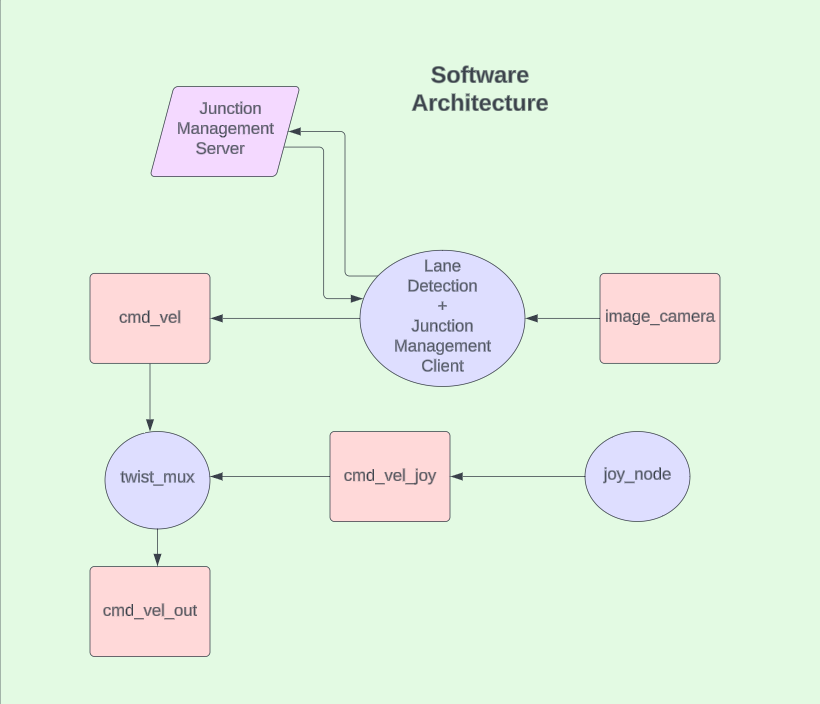 Software
Architecture
Junction
Management
Server
Lane
Detection
+
Junction
Management
Client
cmd_vel
image_camera
twist_mux
cmd_vel_joy
joy_node
cmd_vel_out